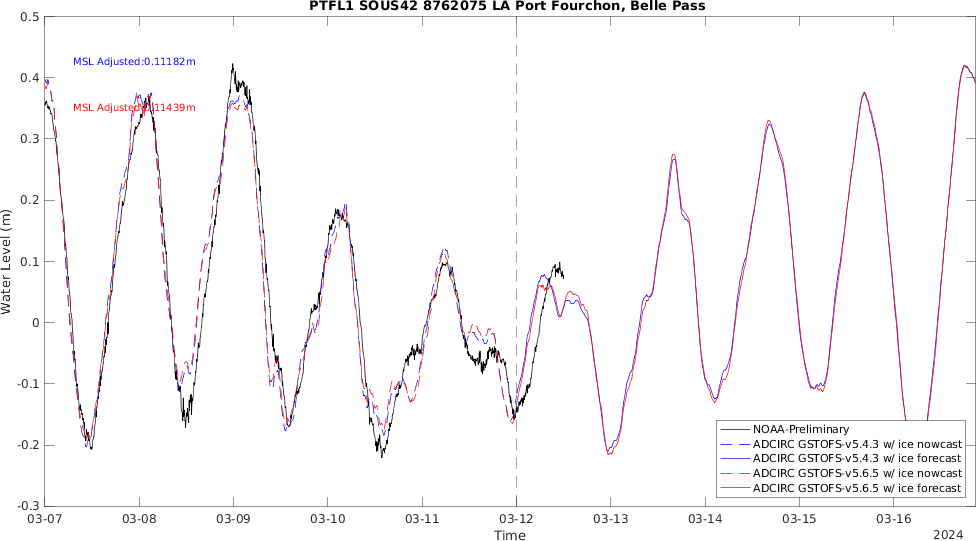 PTFL1 SOUS42 8762075 LA Port Fourchon, Belle Pass
0.5
0.4
0.3
0.2
0.1
0
-0.1
-0.2
-0.3
Water Level (m)
MSL Adjusted:0.11182m
MSL Adjusted:0.11439m
NOAA-Preliminary
ADCIRC GSTOFS-v5.4.3 w/ ice nowcast
ADCIRC GSTOFS-v5.4.3 w/ ice forecast
ADCIRC GSTOFS-v5.6.5 w/ ice nowcast
ADCIRC GSTOFS-v5.6.5 w/ ice forecast
03-07 03-08 03-09 03-10 03-11 03-12 03-13 03-14 03-15 03-16
Time
2024